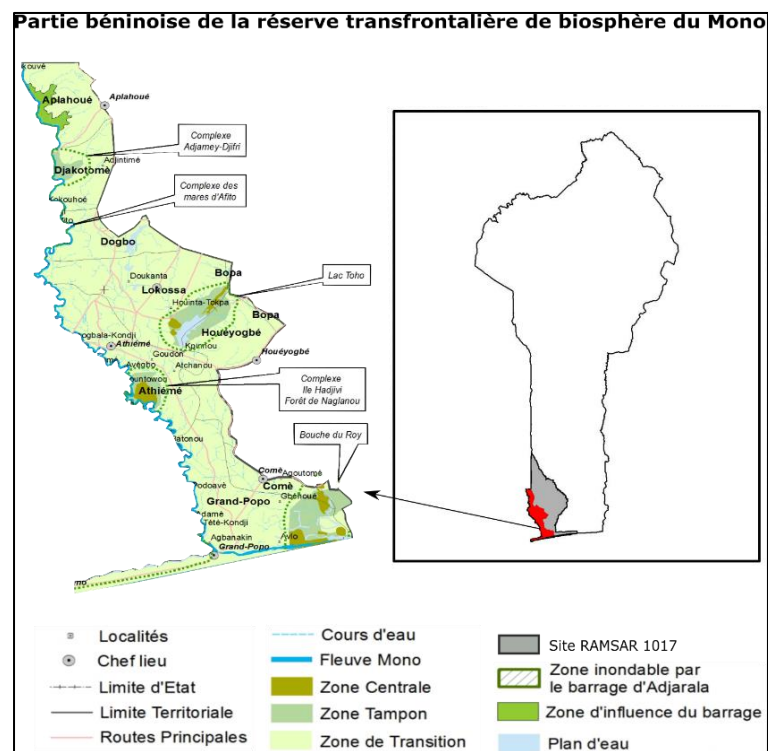 Partie béninoise de la réserve transfrontalière de biosphère du Mono
Aplahoué
Aplahoué
Complexe
Adjamey-Djifri
Adjintimé
Djakotomè
Complexe des
mares d'Afito
Dogbo
Doukanta
Bopa
Lac Toho
Lokossa
Houinta-Tokpa
Bopa
Houéyogbé
Athiémé
Kpinnou
Goudon
Houéyogbé
Atchanou
Complexe
Ile Hadjivi
Forêt de Naglanou
Athiémé
Bouche du Roy
Comè
Agoutomè
Comè
Gbéhoué
Grand-Popo
Tété-Kondji
Agbanakin
Avlo
Grand-Popo
Localités
Chef lieu
Limite d'Etat
Limite Territoriale
Routes Principales
Cours d'eau
Fleuve Mono
Zone Centrale
Zone Tampon
Zone de Transition
Site RAMSAR 1017
Zone inondable par
le barrage d'Adjarala
Zone d'influence du barrage
Plan d'eau